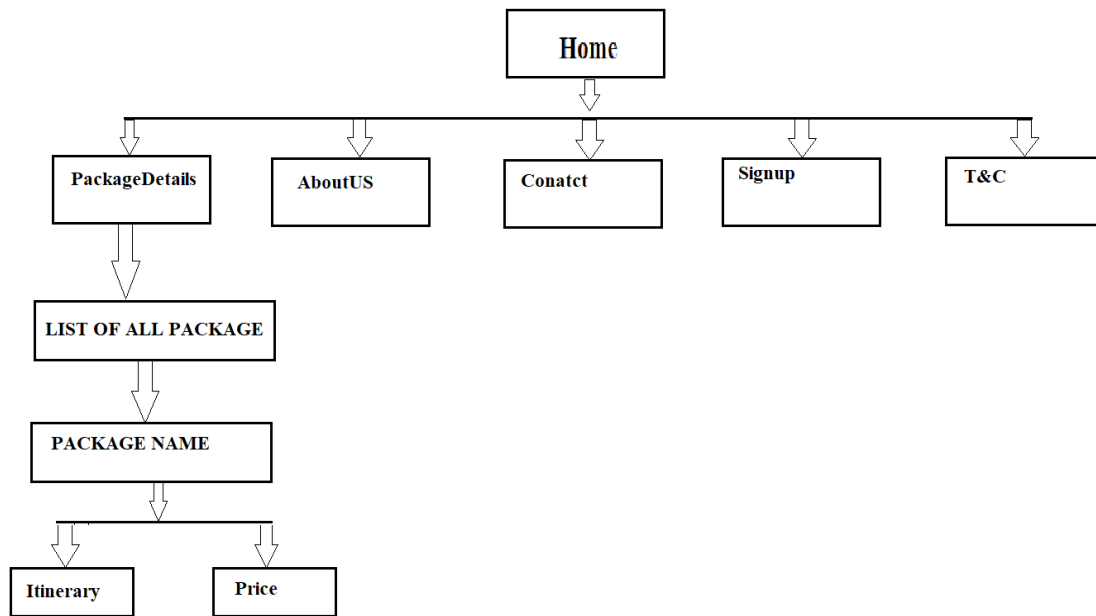 Home
PackageDetails
AboutUS
Conatct
Signup
T&C
LIST OF ALL PACKAGE
PACKAGE NAME
Itinerary
Price